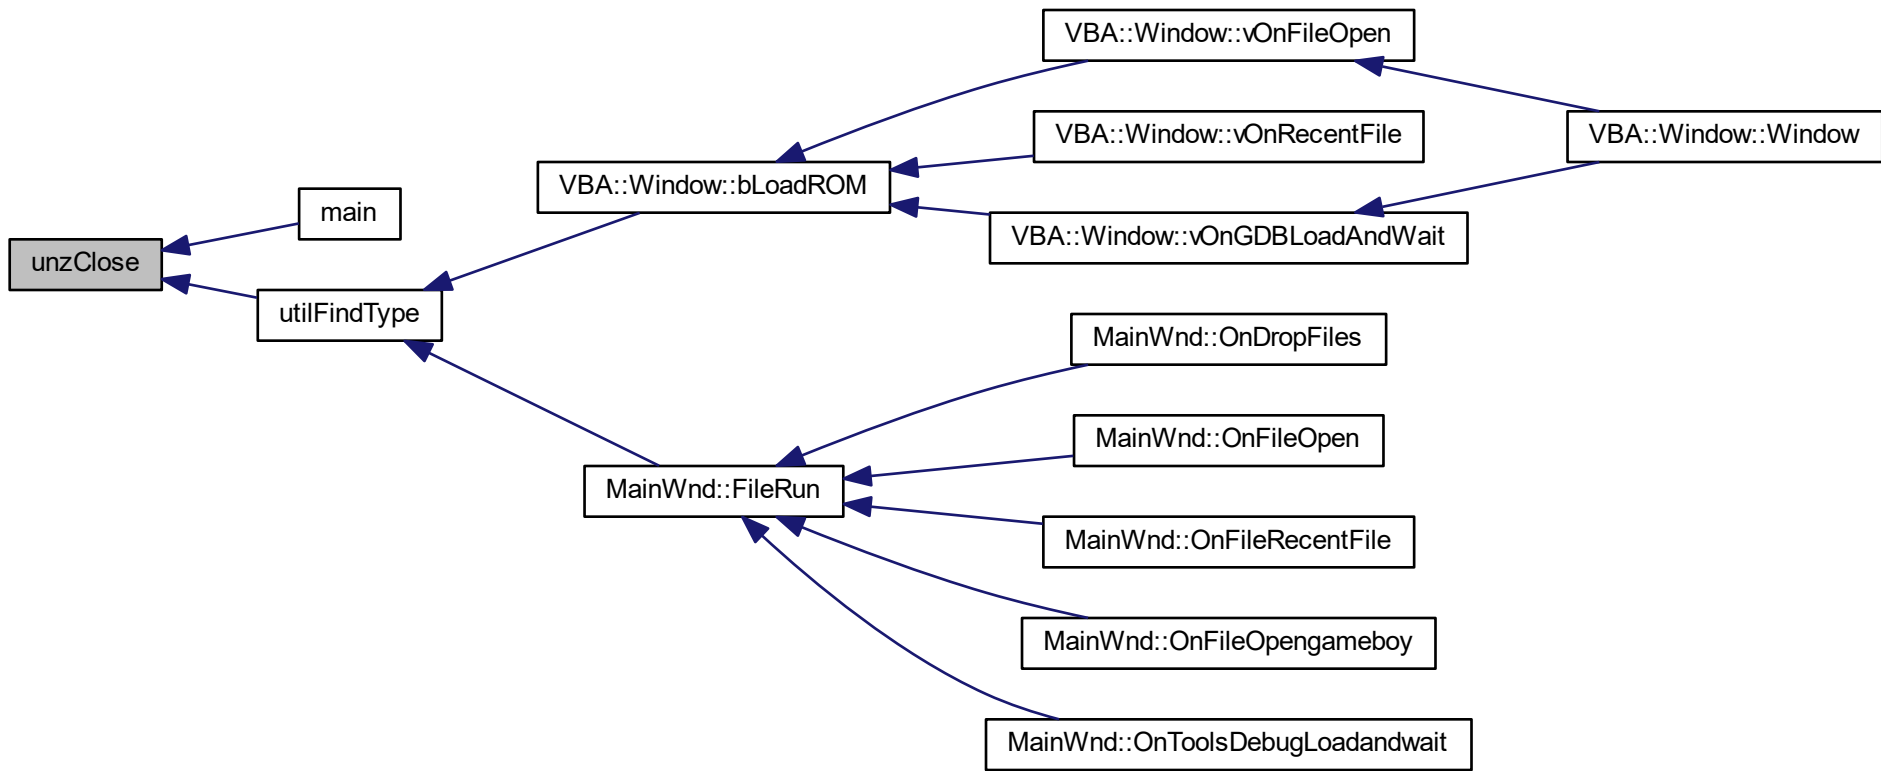 VBA::Window::vOnFileOpen
VBA::Window::vOnRecentFile
VBA::Window::Window
VBA::Window::bLoadROM
main
VBA::Window::vOnGDBLoadAndWait
unzClose
utilFindType
MainWnd::OnDropFiles
MainWnd::OnFileOpen
MainWnd::FileRun
MainWnd::OnFileRecentFile
MainWnd::OnFileOpengameboy
MainWnd::OnToolsDebugLoadandwait